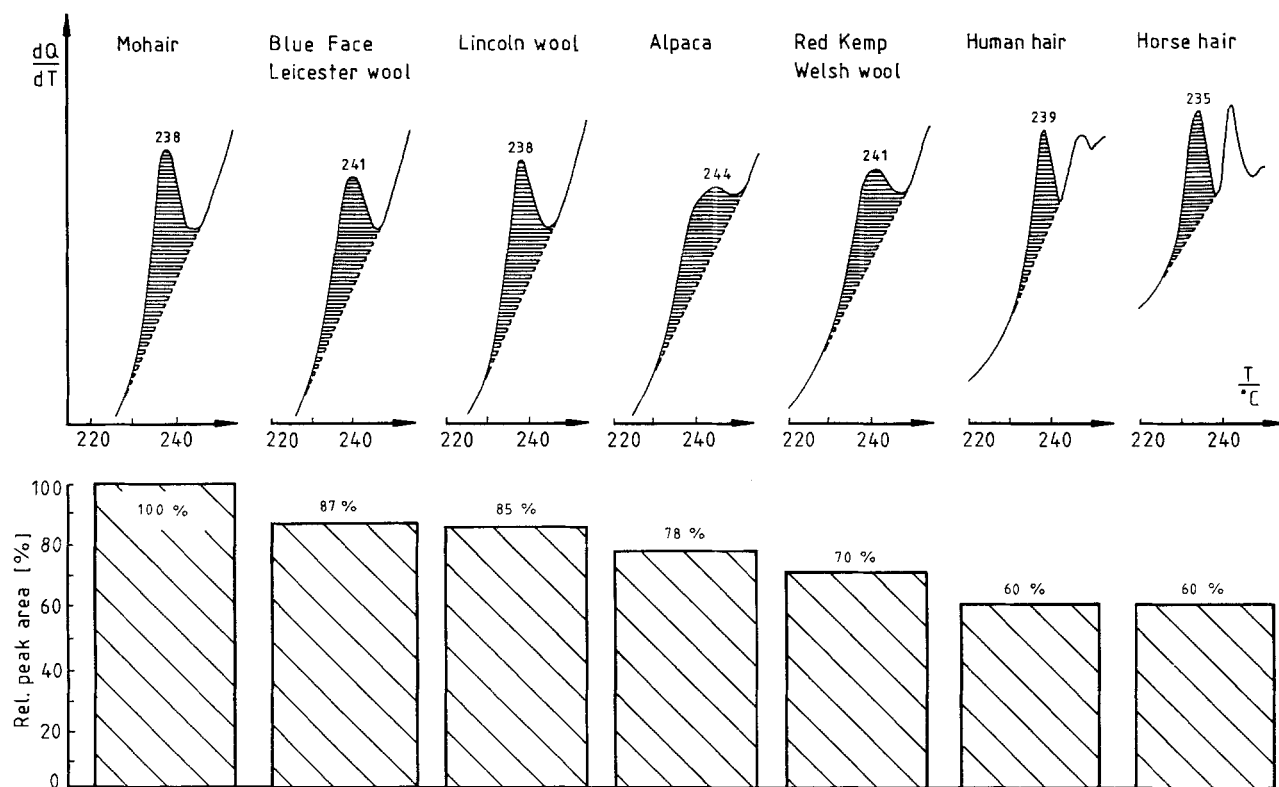 dQ
dT
Mohair
Blue Face
Leicester wool
Lincoln wool
Alpaca
Red Kemp
Welsh wool
Human hair
Horse hair
238
241
238
244
241
239
235
T
°C
220 240
220 240
220 240
220 240
220 240
220 240
220 240
Rel. peak area [%]
100
80
60
40
20
0
100 %
87 %
85 %
78 %
70 %
60 %
60 %